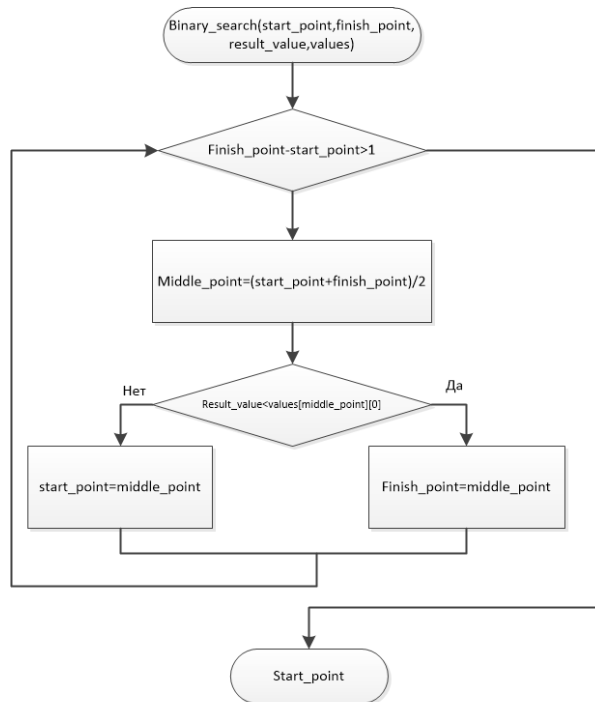 Binary_search(start_point,finish_point,
result_value,values)
Finish_point-start_point>1
Middle_point=(start_point+finish_point)/2
Нет
Да
Result_value<values[middle_point][0]
start_point=middle_point
Finish_point=middle_point
Start_point